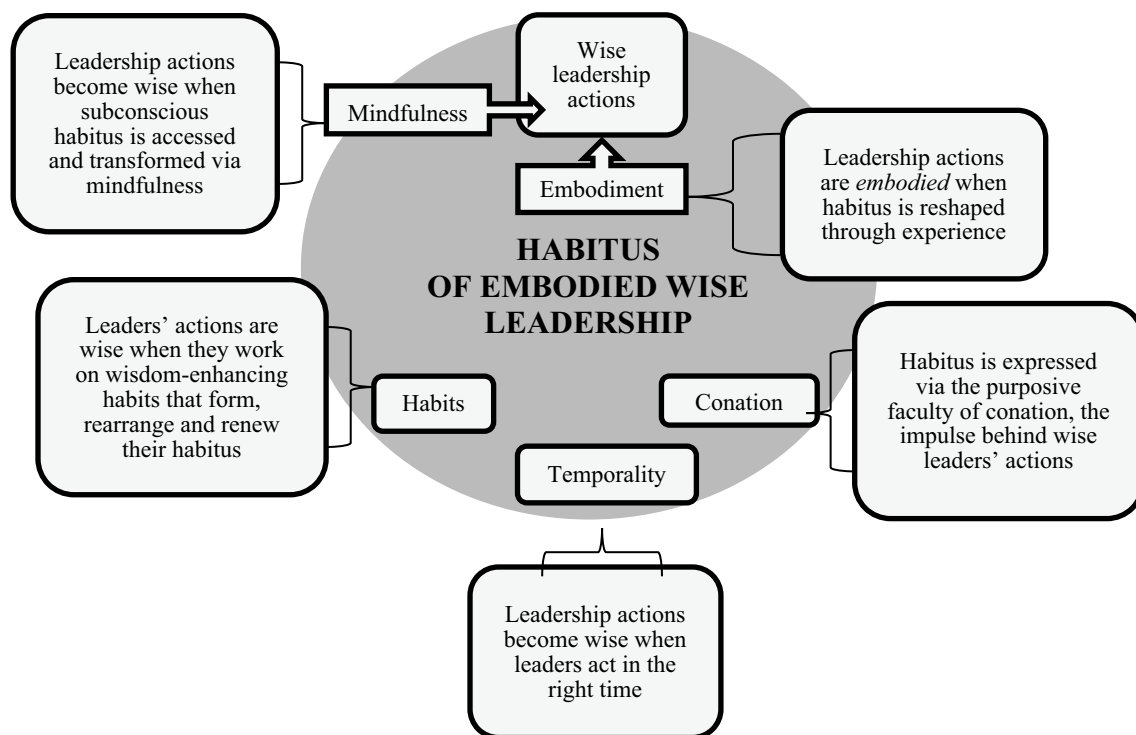 Leadership actions
become wise when
subconscious
habitus is accessed
and transformed via
mindfulness
Mindfulness
Wise
leadership
actions
Embodiment
Leadership actions
are embodied when
habitus is reshaped
through experience
HABITUS
OF EMBODIED WISE
LEADERSHIP
Leaders’ actions are
wise when they work
on wisdom-enhancing
habits that form,
rearrange and renew
their habitus
Habits
Conation
Habitus is expressed
via the purposive
faculty of conation, the
impulse behind wise
leaders’ actions
Temporality
Leadership actions
become wise when
leaders act in the
right time